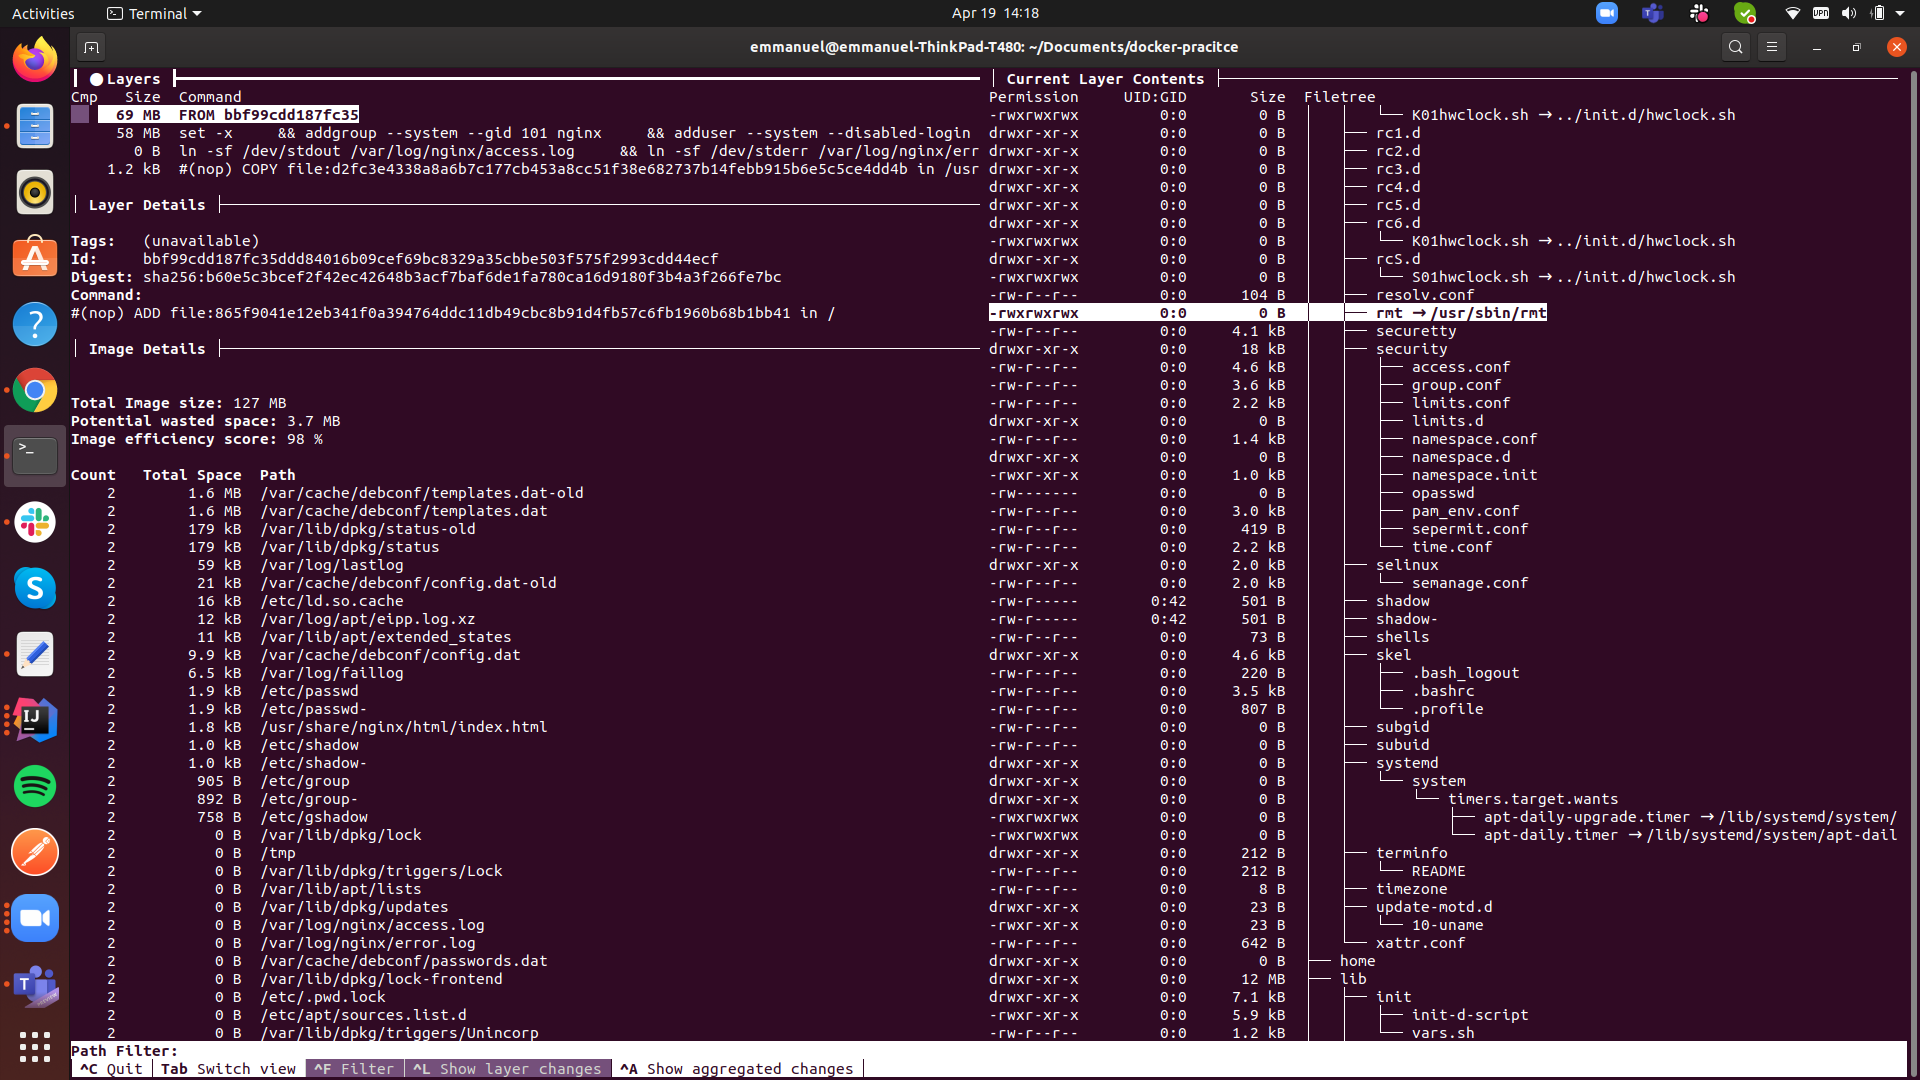 Activities
Terminal
Apr 19 14:18
VPN
emmanuel@emmanuel-ThinkPad-T480: ~/Documents/docker-pracitce
Layers
Cmp Size Command
69 MB FROM bbf99cdd187fc35
58 MB set -x && addgroup --system --gid 101 nginx && adduser --system --disabled-login
0 B ln -sf /dev/stdout /var/log/nginx/access.log && ln -sf /dev/stderr /var/log/nginx/err
1.2 kB #(nop) COPY file:d2fc3e4338a8a6b7c177cb453a8cc51f38e682737b14febb915b6e5c5ce4dd4b in /usr
Layer Details
Tags: (unavailable)
Id: bbf99cdd187fc35ddd84016b09cef69bc8329a35cbbe503f575f2993cdd44ecf
Digest: sha256:b60e5c3bcef2f42ec42648b3acf7baf6de1fa780ca16d9180f3b4a3f266fe7bc
Command:
#(nop) ADD file:865f9041e12eb341f0a394764ddc11db49cbc8b91d4fb57c6fb1960b68b1bb41 in /
Image Details
Total Image size: 127 MB
Potential wasted space: 3.7 MB
Image efficiency score: 98 %
Count Total Space Path
2 1.6 MB /var/cache/debconf/templates.dat-old
2 1.6 MB /var/cache/debconf/templates.dat
2 179 kB /var/lib/dpkg/status-old
2 179 kB /var/lib/dpkg/status
2 59 kB /var/log/lastlog
2 21 kB /var/cache/debconf/config.dat-old
2 16 kB /etc/ld.so.cache
2 12 kB /var/log/apt/eipp.log.xz
2 11 kB /var/lib/apt/extended_states
2 9.9 kB /var/cache/debconf/config.dat
2 6.5 kB /var/log/faillog
2 1.9 kB /etc/passwd
2 1.9 kB /etc/passwd-
2 1.8 kB /usr/share/nginx/html/index.html
2 1.0 kB /etc/shadow
2 1.0 kB /etc/shadow-
2 905 B /etc/group
2 892 B /etc/group-
2 758 B /etc/gshadow
2 0 B /var/lib/dpkg/lock
2 0 B /tmp
2 0 B /var/lib/dpkg/triggers/Lock
2 0 B /var/lib/apt/lists
2 0 B /var/lib/dpkg/updates
2 0 B /var/log/nginx/access.log
2 0 B /var/log/nginx/error.log
2 0 B /var/cache/debconf/passwords.dat
2 0 B /var/lib/dpkg/lock-frontend
2 0 B /etc/.pwd.lock
2 0 B /etc/apt/sources.list.d
2 0 B /var/lib/dpkg/triggers/Unincorp
Current Layer Contents
Permission UID:GID Size Filetree
-rwxrwxrwx 0:0 0 B K01hwclock.sh → ../init.d/hwclock.sh
drwxr-xr-x 0:0 0 B rc1.d
drwxr-xr-x 0:0 0 B rc2.d
drwxr-xr-x 0:0 0 B rc3.d
drwxr-xr-x 0:0 0 B rc4.d
drwxr-xr-x 0:0 0 B rc5.d
drwxr-xr-x 0:0 0 B rc6.d
-rwxrwxrwx 0:0 0 B K01hwclock.sh → ../init.d/hwclock.sh
drwxr-xr-x 0:0 0 B rcS.d
-rwxrwxrwx 0:0 0 B S01hwclock.sh → ../init.d/hwclock.sh
-rw-r--r-- 0:0 104 B resolv.conf
-rwxrwxrwx 0:0 0 B rmt → /usr/sbin/rmt
-rw-r--r-- 0:0 4.1 kB securetty
drwxr-xr-x 0:0 18 kB security
-rw-r--r-- 0:0 4.6 kB access.conf
-rw-r--r-- 0:0 3.6 kB group.conf
-rw-r--r-- 0:0 2.2 kB limits.conf
drwxr-xr-x 0:0 0 B limits.d
-rw-r--r-- 0:0 1.4 kB namespace.conf
drwxr-xr-x 0:0 0 B namespace.d
-rwxr-xr-x 0:0 1.0 kB namespace.init
-rw------- 0:0 0 B opasswd
-rw-r--r-- 0:0 3.0 kB pam_env.conf
-rw-r--r-- 0:0 419 B sepermit.conf
-rw-r--r-- 0:0 2.2 kB time.conf
drwxr-xr-x 0:0 2.0 kB selinux
-rw-r--r-- 0:0 2.0 kB semanage.conf
-rw-r----- 0:42 501 B shadow
-rw-r----- 0:42 501 B shadow-
-rw-r--r-- 0:0 73 B shells
drwxr-xr-x 0:0 4.6 kB skel
-rw-r--r-- 0:0 220 B .bash_logout
-rw-r--r-- 0:0 3.5 kB .bashrc
-rw-r--r-- 0:0 807 B .profile
-rw-r--r-- 0:0 0 B subgid
-rw-r--r-- 0:0 0 B subuid
drwxr-xr-x 0:0 0 B systemd
drwxr-xr-x 0:0 0 B system
drwxr-xr-x 0:0 0 B timers.target.wants
-rwxrwxrwx 0:0 0 B apt-daily-upgrade.timer → /lib/systemd/system/
-rwxrwxrwx 0:0 0 B apt-daily.timer → /lib/systemd/system/apt-dail
drwxr-xr-x 0:0 212 B terminfo
-rw-r--r-- 0:0 212 B README
-rw-r--r-- 0:0 8 B timezone
drwxr-xr-x 0:0 23 B update-motd.d
-rwxr-xr-x 0:0 23 B 10-uname
-rw-r--r-- 0:0 642 B xattr.conf
drwxr-xr-x 0:0 0 B home
drwxr-xr-x 0:0 12 MB lib
drwxr-xr-x 0:0 7.1 kB init
-rwxr-xr-x 0:0 5.9 kB init-d-script
-rw-r--r-- 0:0 1.2 kB vars.sh
Path Filter:
^C Quit Tab Switch view ^F Filter ^L Show layer changes ^A Show aggregated changes